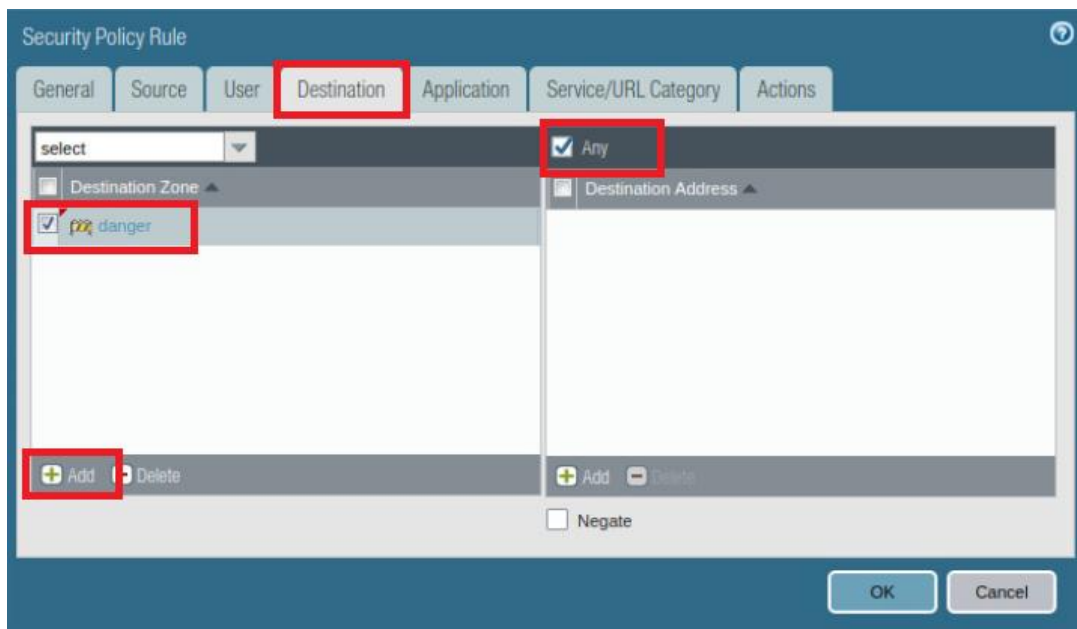 Security Policy Rule
General Source User Destination Application Service/URL Category Actions
select
Any
Destination Zone
Destination Address
danger
Add Delete
Add Delete
Negate
OK Cancel